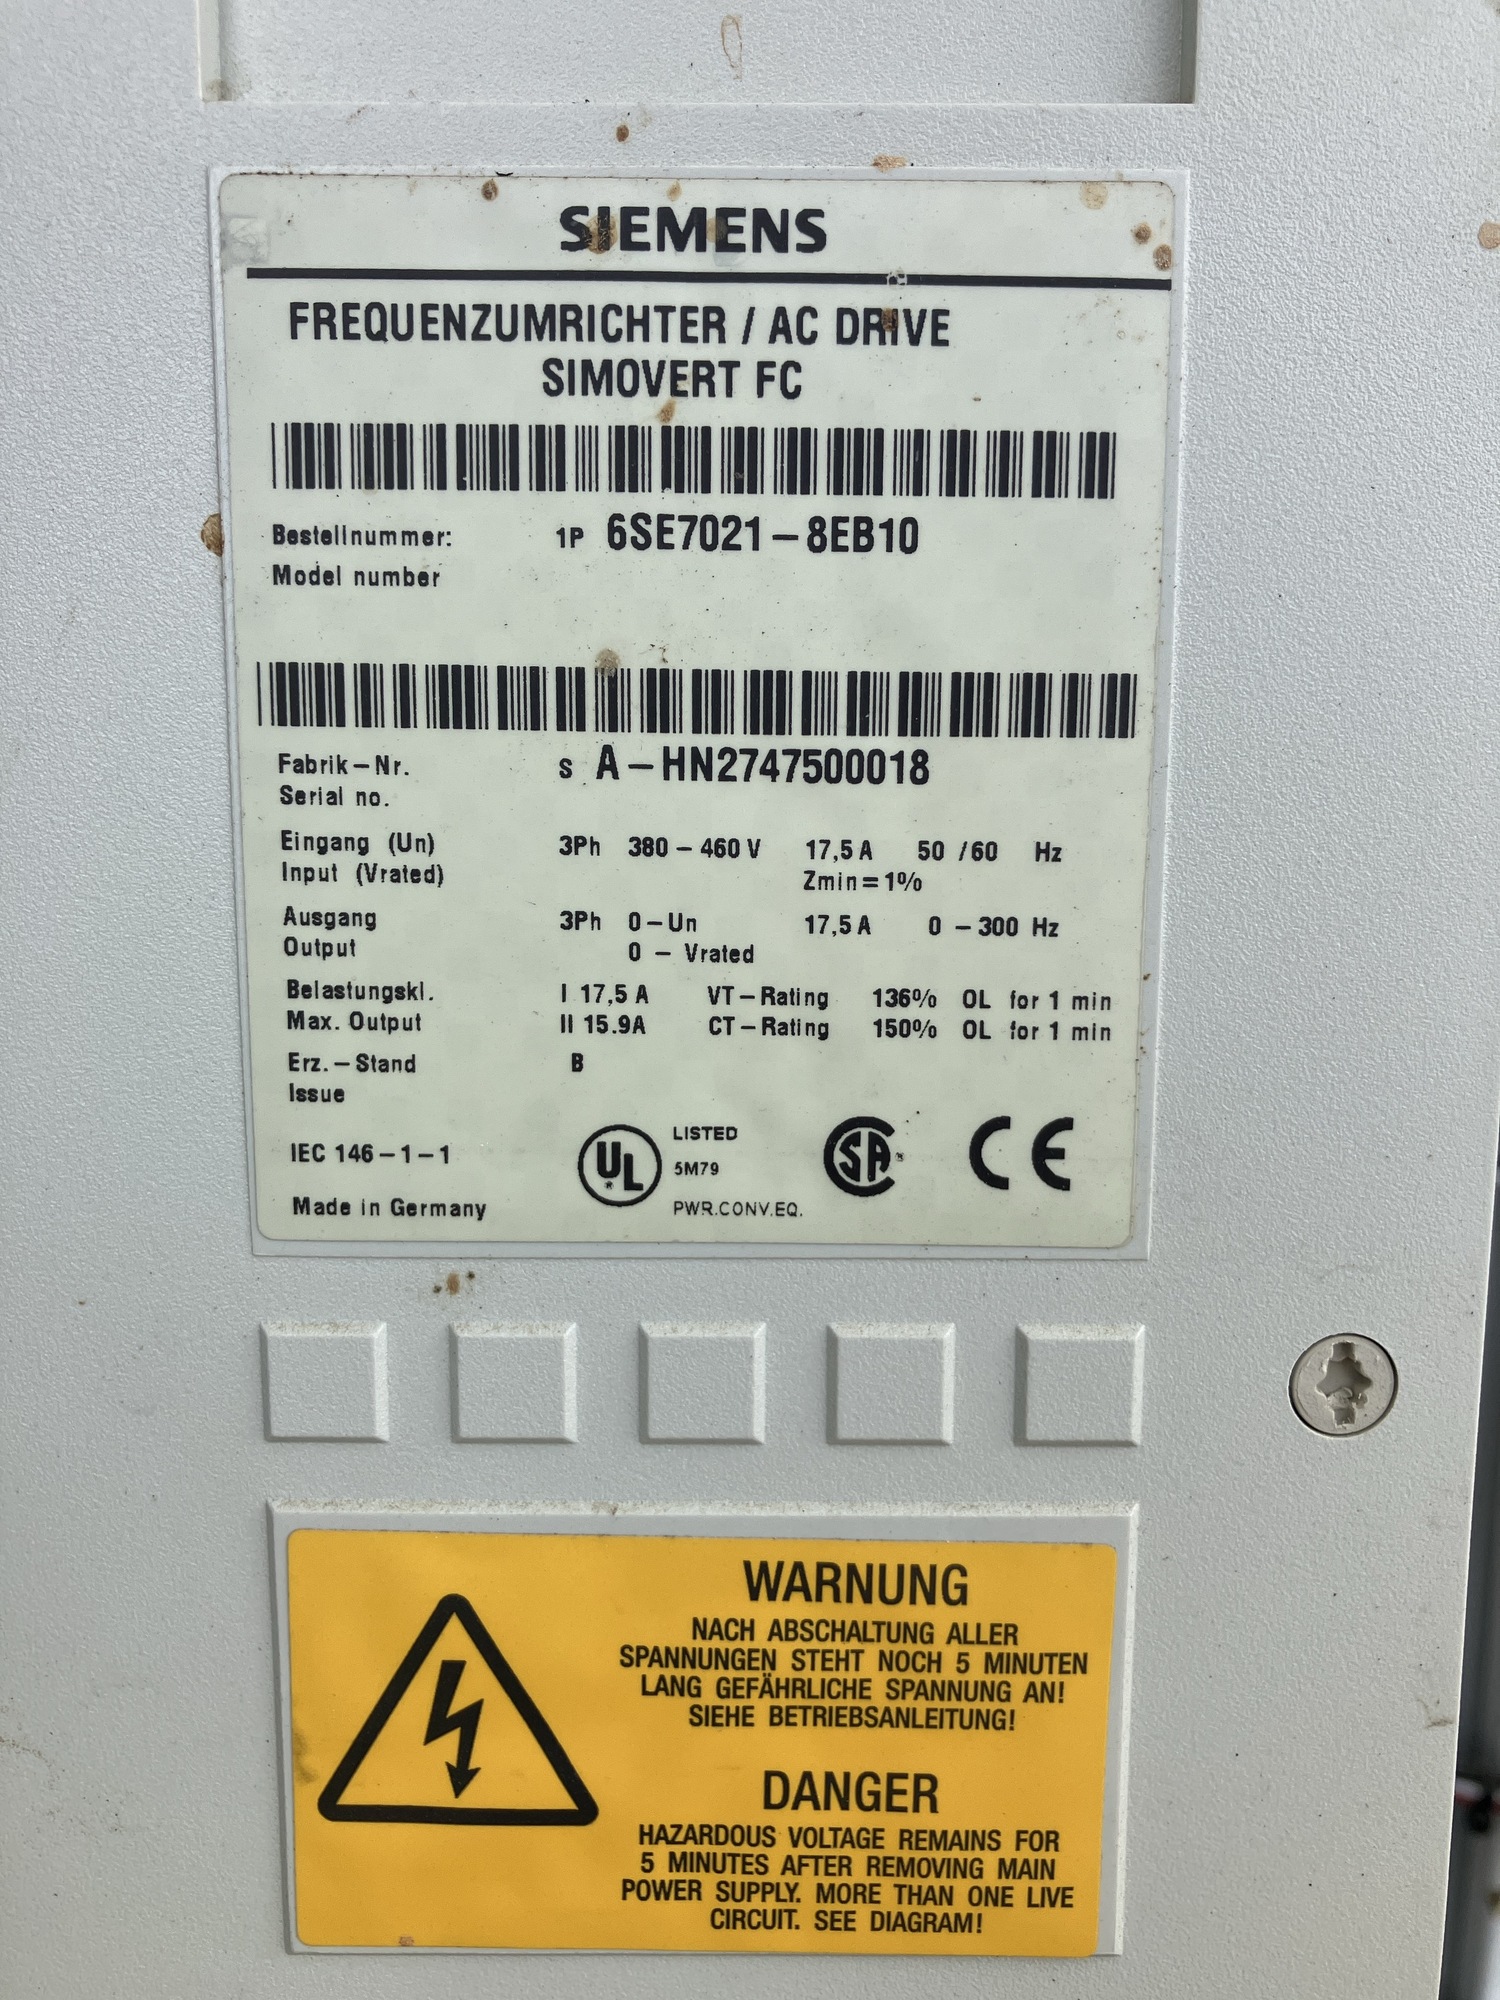 SIEMENS
FREQUENZUMRICHTER / AC DRIVE
SIMOVERT FC
Bestellnummer: 1P 6SE7021-8EB10
Model number
Fabrik-Nr. S A-HN2747500018
Serial no.
Eingang (Un) 3Ph 380-460 V 17,5 A 50 /60 Hz
Input (Vrated) Zmin=1%
Ausgang 3Ph 0-Un 17,5 A 0 -300 Hz
Output 0 - Vrated
Belastungskl. I 17,5 A VT-Rating 136% OL for 1 min
Max. Output II 15.9A CT-Rating 150% OL for 1 min
Erz.-Stand B
Issue
IEC 146-1-1
UL LISTED
5M79
PWR.CONV.EQ.
SA
CE
Made in Germany
WARNUNG
NACH ABSCHALTUNG ALLER
SPANNUNGEN STEHT NOCH 5 MINUTEN
LANG GEFÄHRLICHE SPANNUNG AN!
SIEHE BETRIEBSANLEITUNG!
DANGER
HAZARDOUS VOLTAGE REMAINS FOR
5 MINUTES AFTER REMOVING MAIN
POWER SUPPLY. MORE THAN ONE LIVE
CIRCUIT. SEE DIAGRAM!